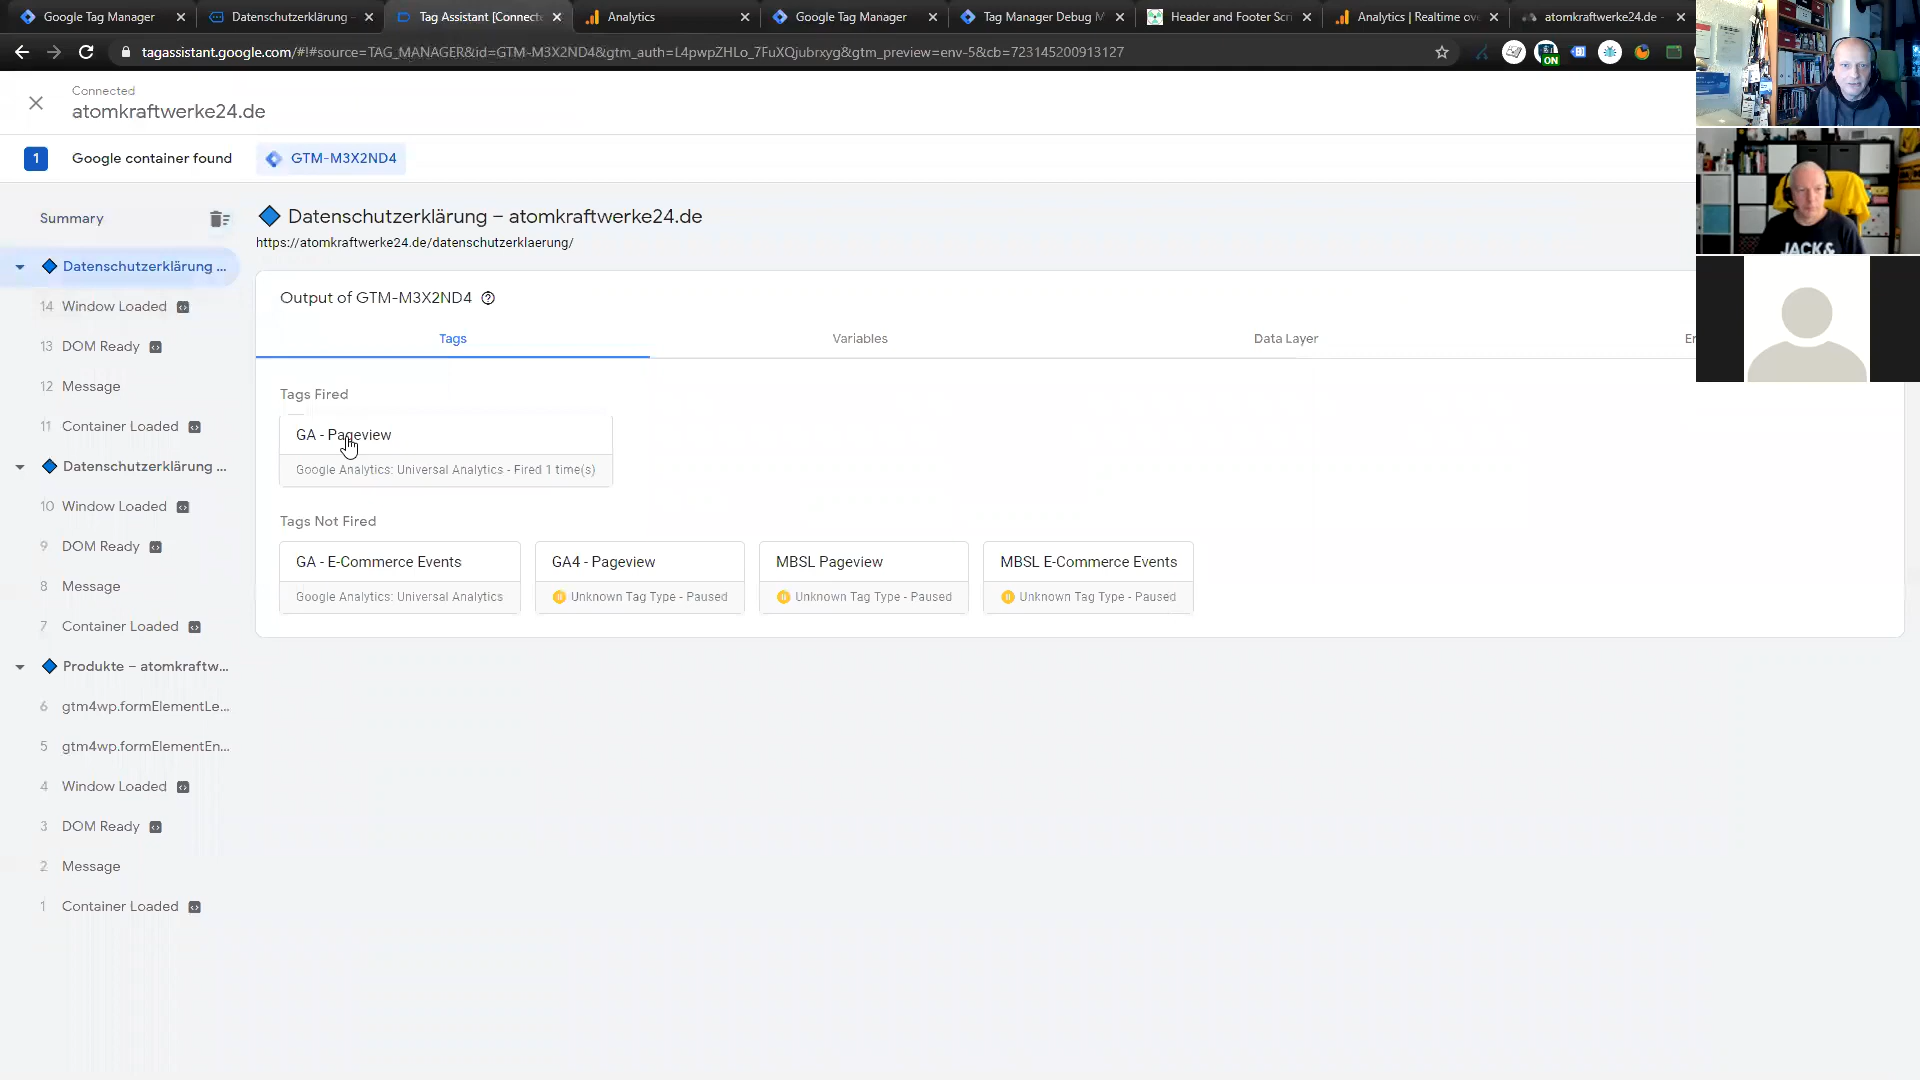 Google Tag Manager
Datenschutzerklärung –
Tag Assistant [Connecte
Analytics
Google Tag Manager
Tag Manager Debug M
Header and Footer Scri
Analytics | Realtime ov
atomkraftwerke24.de -
tagassistant.google.com/#!#source=TAG_MANAGER&id=GTM-M3X2ND4&gtm_auth=L4pwpZHLo_7FuXQjubrxyg&gtm_preview=env-5&cb=723145200913127
ON
Connected
atomkraftwerke24.de
1
Google container found
GTM-M3X2ND4
Summary
Datenschutzerklärung ...
14 Window Loaded
13 DOM Ready
12 Message
11 Container Loaded
Datenschutzerklärung ...
10 Window Loaded
9 DOM Ready
8 Message
7 Container Loaded
Produkte – atomkraftw...
6 gtm4wp.formElementLe...
5 gtm4wp.formElementEn...
4 Window Loaded
3 DOM Ready
2 Message
1 Container Loaded
Datenschutzerklärung – atomkraftwerke24.de
https://atomkraftwerke24.de/datenschutzerklaerung/
Output of GTM-M3X2ND4
Tags
Variables
Data Layer
Er
Tags Fired
GA - Pageview
Google Analytics: Universal Analytics - Fired 1 time(s)
Tags Not Fired
GA - E-Commerce Events
Google Analytics: Universal Analytics
GA4 - Pageview
Unknown Tag Type - Paused
MBSL Pageview
Unknown Tag Type - Paused
MBSL E-Commerce Events
Unknown Tag Type - Paused
JACK&